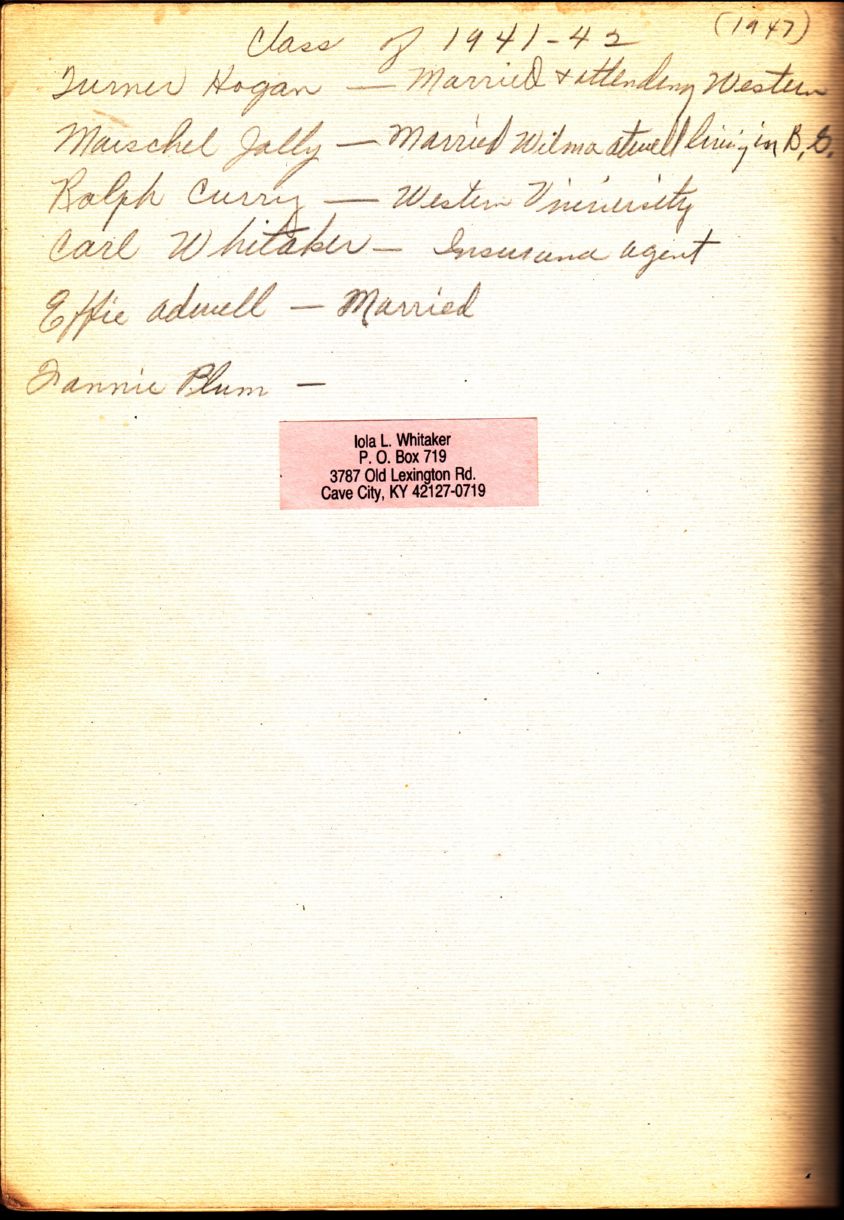 Class of 1941-42 (1947)
Turner Hogan — Married & attending Western
Maischel Jolly — Married Wilma atwell living in B, G.
Ralph Curry — Western University
Carl Whitaker — Insurance agent
Effie adwell — Married
Fannie Blum —
Iola L. Whitaker
P. O. Box 719
3787 Old Lexington Rd.
Cave City, KY 42127-0719